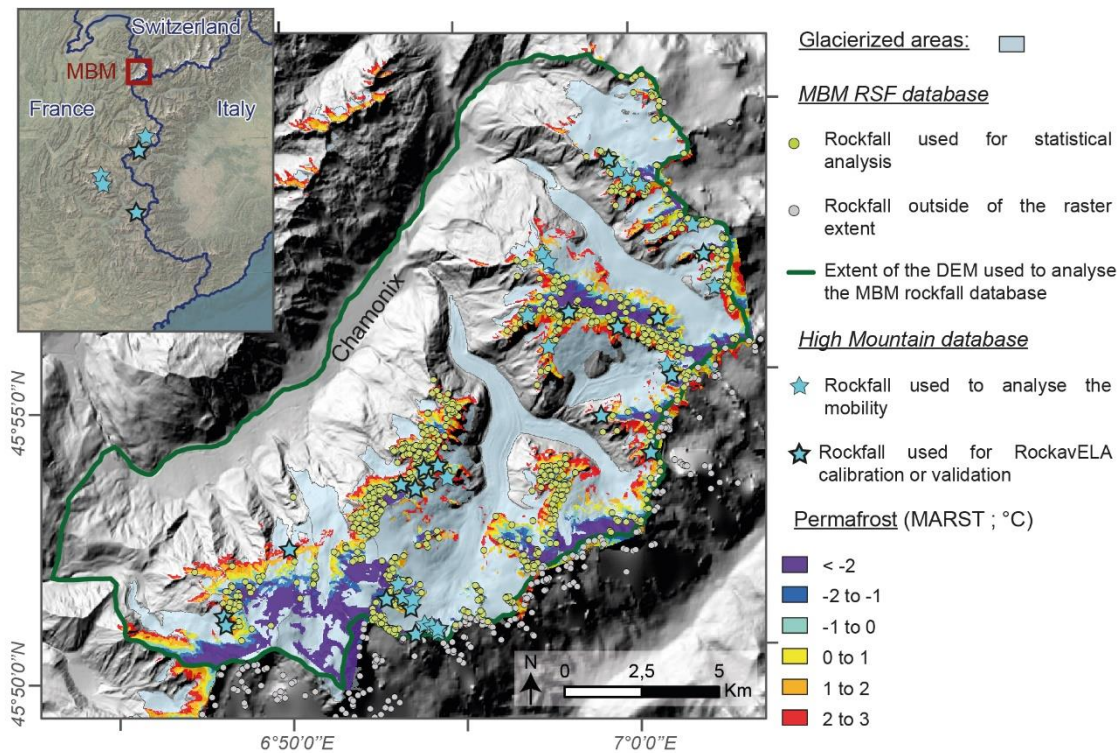 Switzerland
MBM
France
Italy
Chamonix
45°55'0"N
45°50'0"N
6°50'0"E
7°0'0"E
N
0 2,5 5
Km
Glacierized areas:
MBM RSF database
Rockfall used for statistical
analysis
Rockfall outside of the raster
extent
Extent of the DEM used to analyse
the MBM rockfall database
High Mountain database
Rockfall used to analyse the
mobility
Rockfall used for RockavELA
calibration or validation
Permafrost (MARST ; °C)
< -2
-2 to -1
-1 to 0
0 to 1
1 to 2
2 to 3